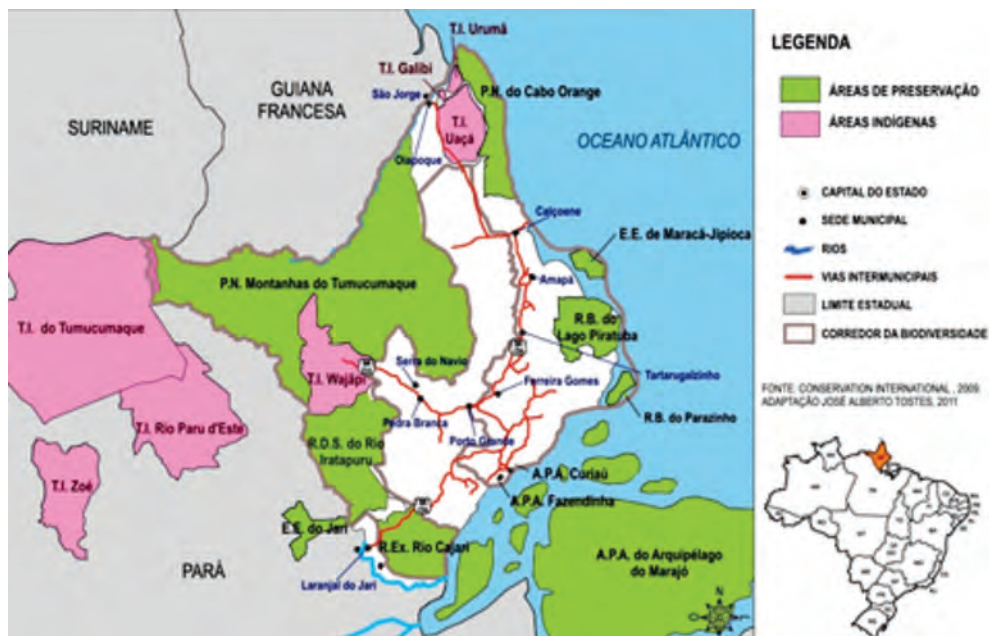 T.I. Urumã
T.I. Galibi
GUIANA
FRANCESA
São Jorge
P.N. do Cabo Orange
SURINAME
T.I.
Uaçá
OCEANO ATLÂNTICO
Oiapoque
Calçoene
E.E. de Maracá-Jipioca
P.N. Montanhas do Tumucumaque
Amapá
T.I. do Tumucumaque
R.B. do
Lago Piratuba
Serra do Navio
T.I. Wajãpi
Ferreira Gomes
Tartarugalzinho
Pedra Branca
R.B. do Parazinho
T.I. Rio Paru d'Este
Porto Grande
R.D.S. do Rio
Iratapuru
A.P.A. Curiaú
T.I. Zoé
A.P.A. Fazendinha
E.E. do Jari
R.Ex. Rio Cajari
A.P.A. do Arquipélago
do Marajó
PARÀ
Laranjal do Jari
N
LEGENDA
ÁREAS DE PRESERVAÇÃO
ÁREAS INDÍGENAS
CAPITAL DO ESTADO
SEDE MUNICIPAL
RIOS
VIAS INTERMUNICIPAIS
LIMITE ESTADUAL
CORREDOR DA BIODIVERSIDADE
FONTE: CONSERVATION INTERNATIONAL , 2009.
ADAPTAÇÃO JOSÉ ALBERTO TOSTES, 2011